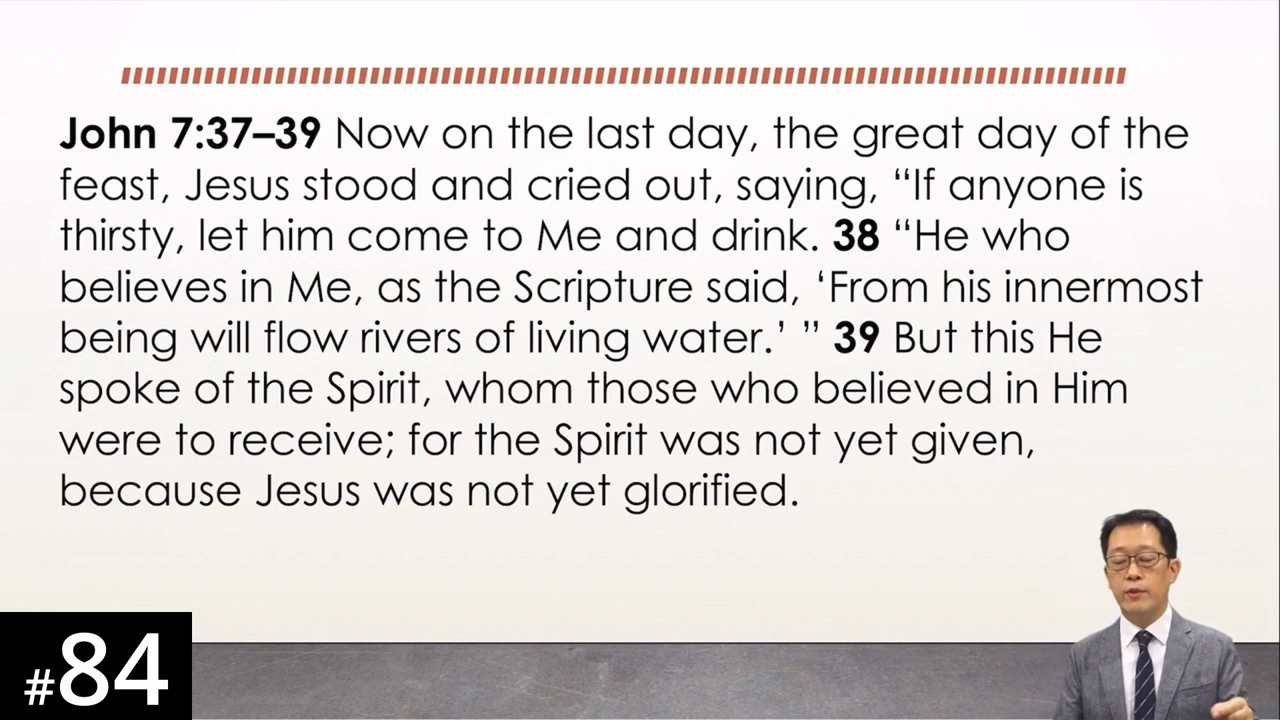 John 7:37–39 Now on the last day, the great day of the
feast, Jesus stood and cried out, saying, “If anyone is
thirsty, let him come to Me and drink. 38 “He who
believes in Me, as the Scripture said, ‘From his innermost
being will flow rivers of living water.’ ” 39 But this He
spoke of the Spirit, whom those who believed in Him
were to receive; for the Spirit was not yet given,
because Jesus was not yet glorified.
#84